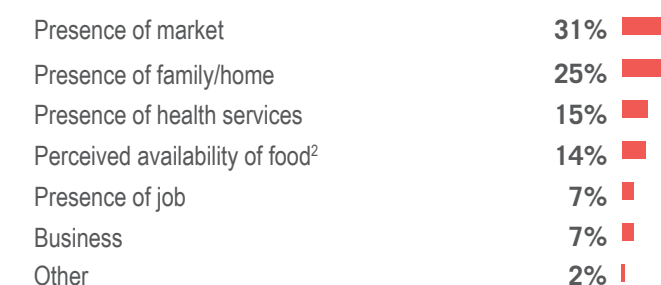 Presence of market 31%
Presence of family/home 25%
Presence of health services 15%
Perceived availability of food² 14%
Presence of job 7%
Business 7%
Other 2%